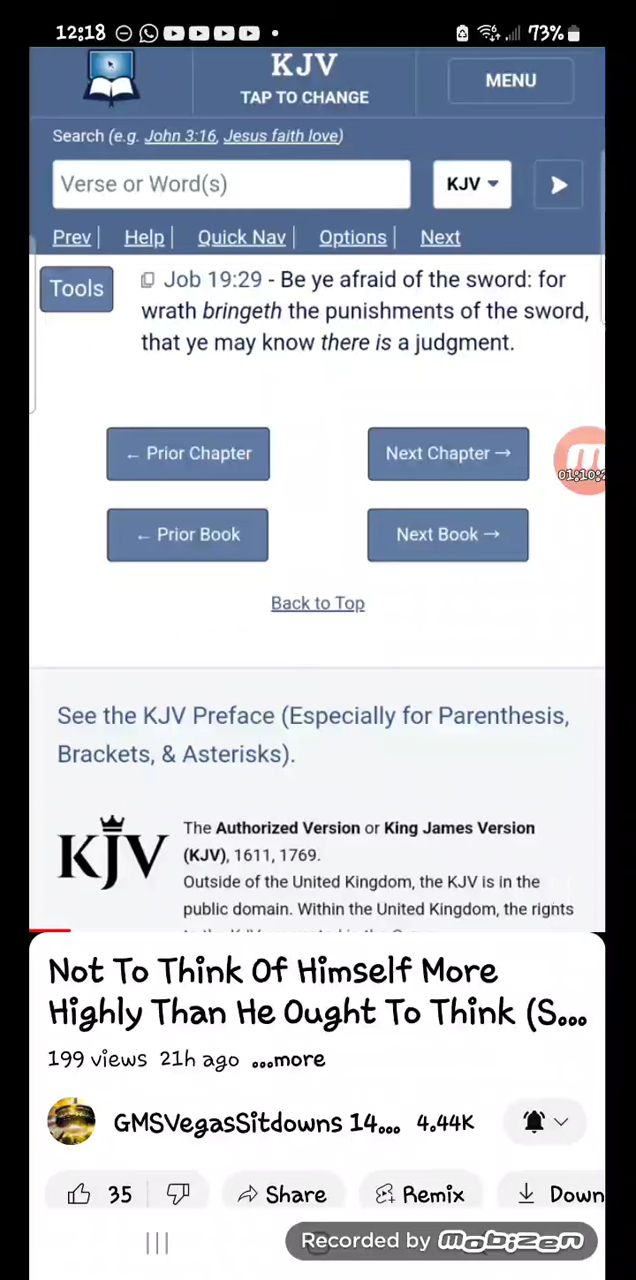 12:18 73%
KJV
TAP TO CHANGE
MENU
Search (e.g. John 3:16, Jesus faith love)
Verse or Word(s)
KJV
Prev | Help | Quick Nav | Options | Next
Tools
Job 19:29 - Be ye afraid of the sword: for
wrath bringeth the punishments of the sword,
that ye may know there is a judgment.
← Prior Chapter
Next Chapter →
01:10:2
← Prior Book
Next Book →
Back to Top
See the KJV Preface (Especially for Parenthesis,
Brackets, & Asterisks).
KJV
The Authorized Version or King James Version
(KJV), 1611, 1769.
Outside of the United Kingdom, the KJV is in the
public domain. Within the United Kingdom, the rights
Not To Think Of Himself More
Highly Than He Ought To Think (S...
199 views 21h ago ...more
GMSVegasSitdowns 14... 4.44K
35 Share Remix Down
Recorded by mobizen